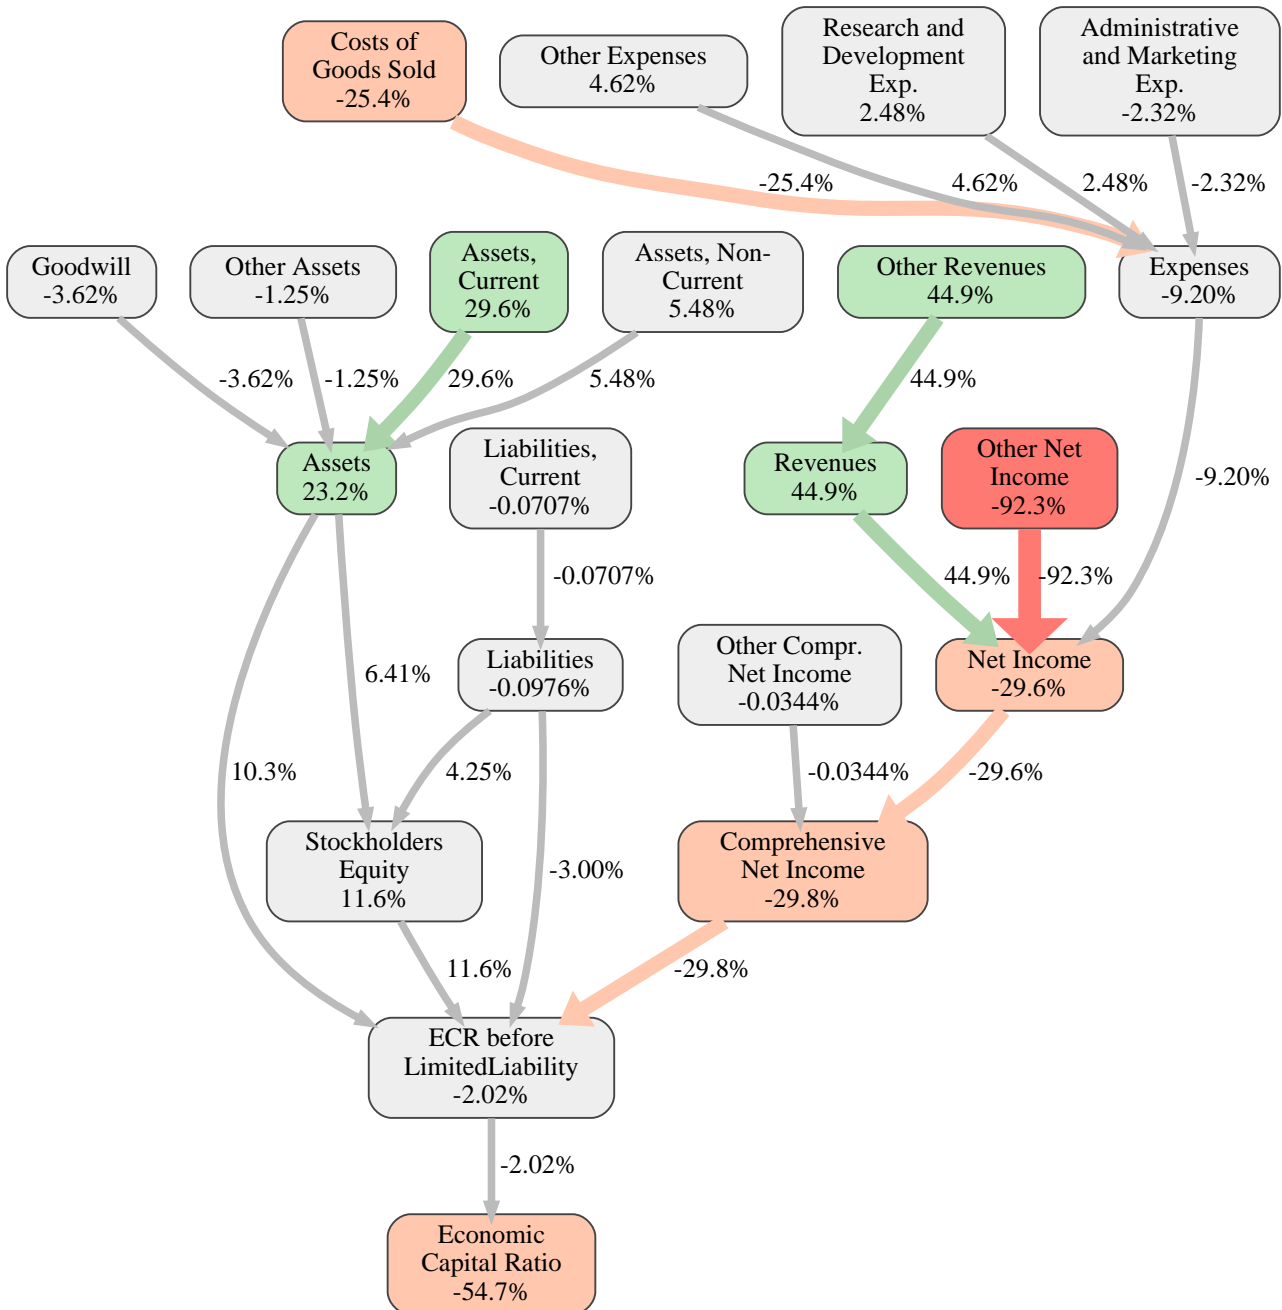 Costs of
Goods Sold
-25.4%
Other Expenses
4.62%
Research and
Development
Exp.
2.48%
Administrative
and Marketing
Exp.
-2.32%
-25.4%
4.62%
2.48%
-2.32%
Goodwill
-3.62%
Other Assets
-1.25%
Assets,
Current
29.6%
Assets, Non-
Current
5.48%
Other Revenues
44.9%
Expenses
-9.20%
-3.62%
-1.25%
29.6%
5.48%
44.9%
Assets
23.2%
Liabilities,
Current
-0.0707%
Revenues
44.9%
Other Net
Income
-92.3%
-9.20%
-0.0707%
44.9%
-92.3%
Liabilities
-0.0976%
Other Compr.
Net Income
-0.0344%
Net Income
-29.6%
6.41%
10.3%
4.25%
-0.0344%
-29.6%
Stockholders
Equity
11.6%
-3.00%
Comprehensive
Net Income
-29.8%
11.6%
-29.8%
ECR before
LimitedLiability
-2.02%
-2.02%
Economic
Capital Ratio
-54.7%